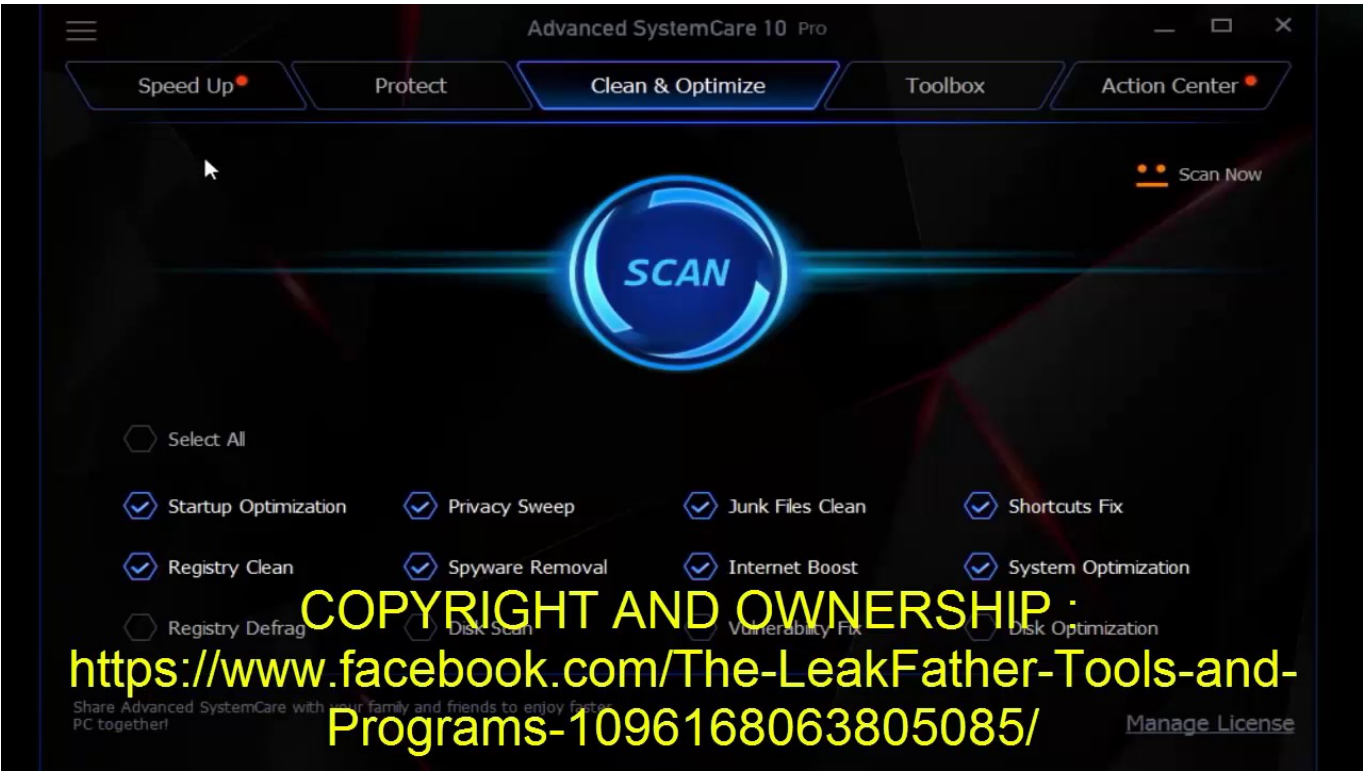 Advanced SystemCare 10 Pro
Speed Up
Protect
Clean & Optimize
Toolbox
Action Center
Scan Now
SCAN
Select All
Startup Optimization
Privacy Sweep
Junk Files Clean
Shortcuts Fix
Registry Clean
Spyware Removal
Internet Boost
System Optimization
Registry Defrag
Disk Scan
Vulnerability Fix
Disk Optimization
COPYRIGHT AND OWNERSHIP :
https://www.facebook.com/The-LeakFather-Tools-and-
Programs-1096168063805085/
Share Advanced SystemCare with your family and friends to enjoy faster
PC together!
Manage License